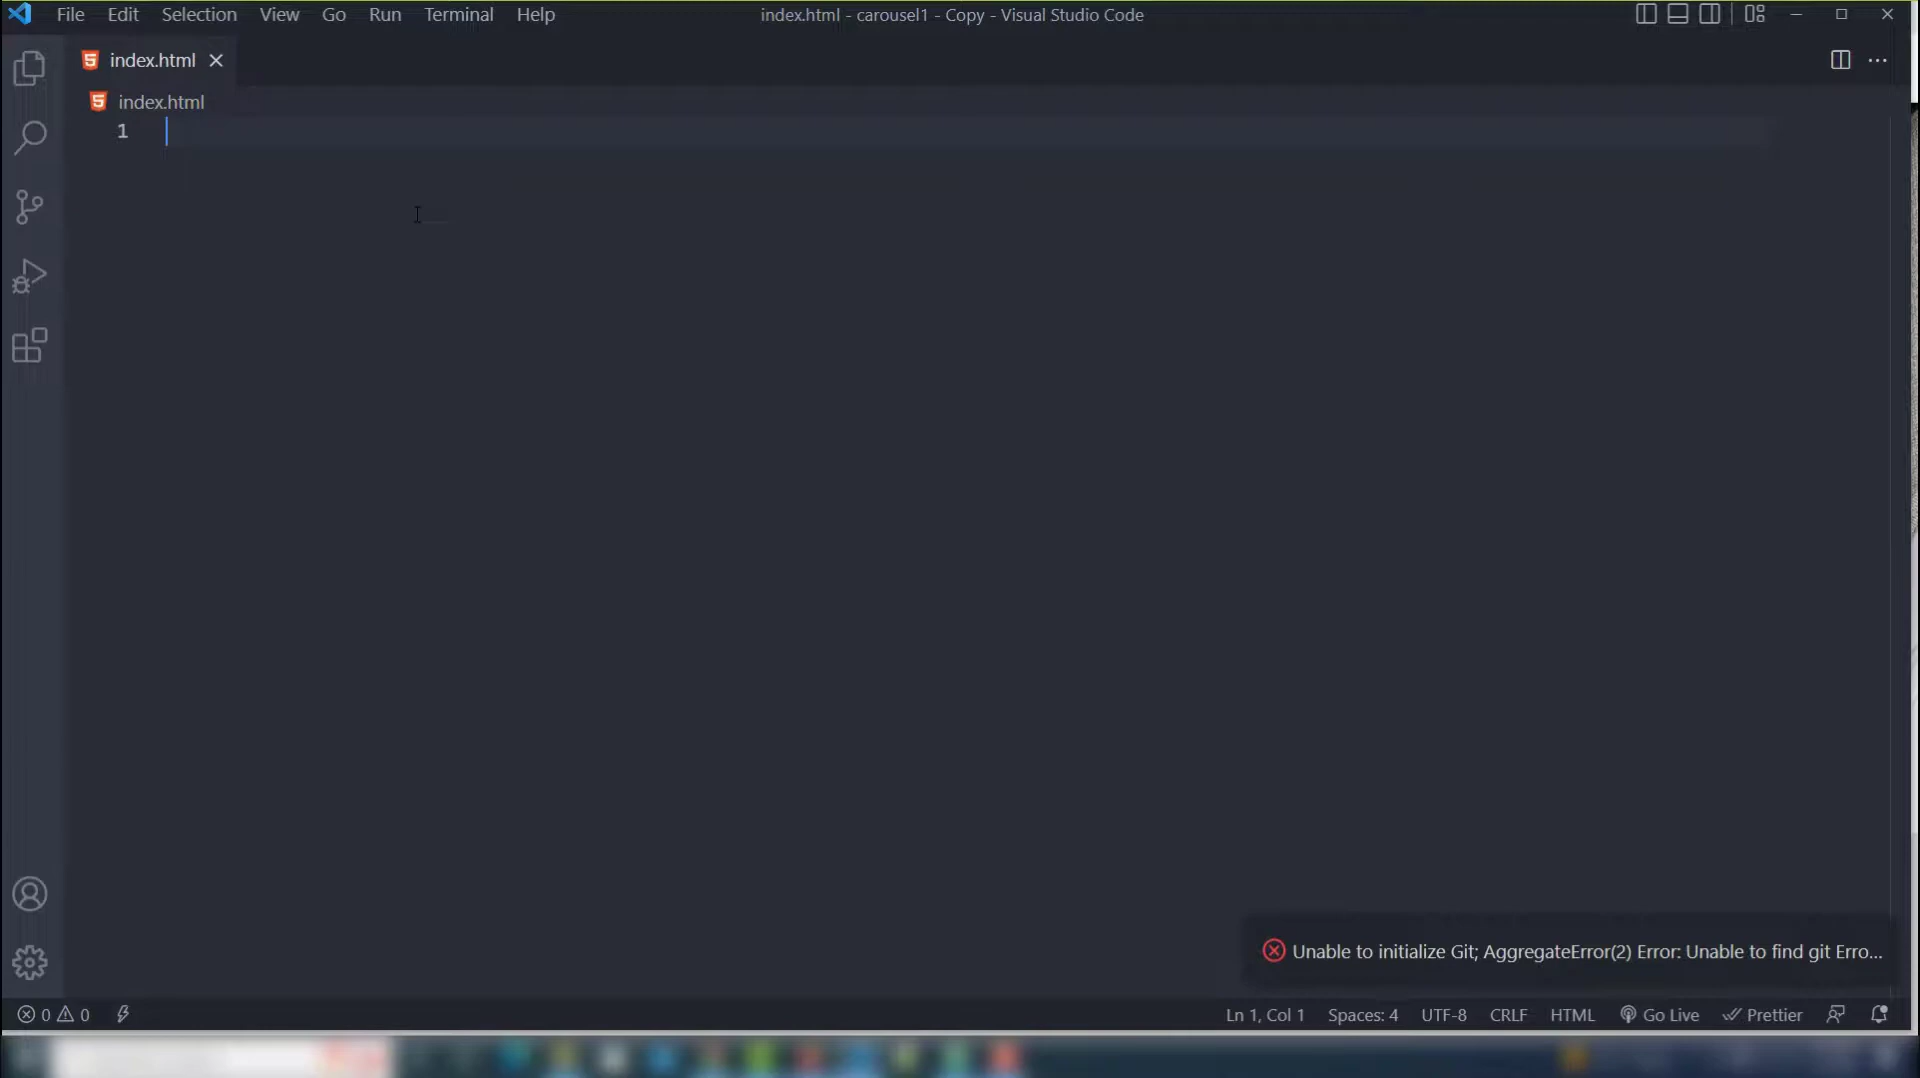 File Edit Selection View Go Run Terminal Help
index.html - carousel1 - Copy - Visual Studio Code
index.html
index.html
1
Unable to initialize Git; AggregateError(2) Error: Unable to find git Erro...
0 0
Ln 1, Col 1 Spaces: 4 UTF-8 CRLF HTML Go Live Prettier